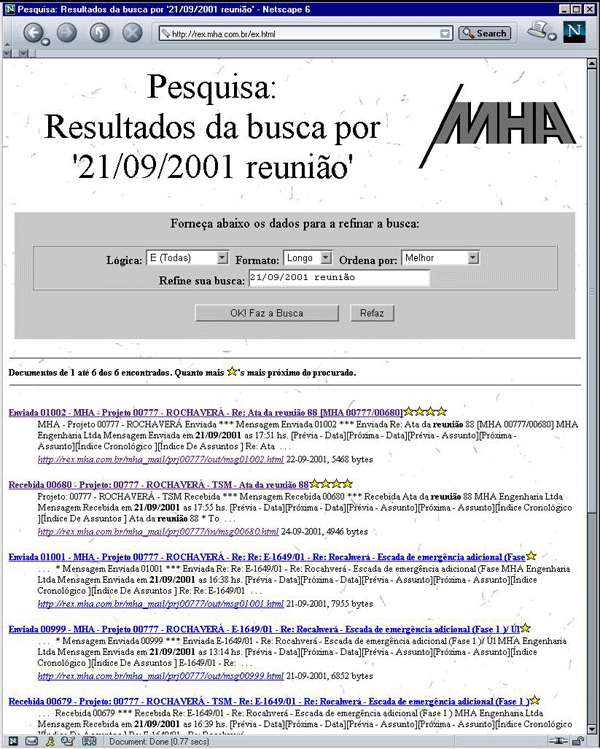 Pesquisa: Resultados da busca por '21/09/2001 reunião' - Netscape 6
http://rex.mha.com.br/ex.html
Search
N
Pesquisa:
Resultados da busca por
'21/09/2001 reunião'
MHA
Forneça abaixo os dados para a refinar a busca:
Lógica: E (Todas) Formato: Longo Ordena por: Melhor
Refine sua busca: 21/09/2001 reunião
OK! Faz a Busca Refaz
Documentos de 1 até 6 dos 6 encontrados. Quanto mais 's mais próximo do procurado.
Enviada 01002 - MHA - Projeto 00777 - ROCHAVERÁ - Re: Ata da reunião 88 [MHA 00777/00680]
MHA - Projeto 00777 - ROCHAVERÁ Enviada *** Mensagem Enviada 01002 *** Enviada Re: Ata da reunião 88 [MHA 00777/00680] MHA
Engenharia Ltda Mensagem Enviada em 21/09/2001 as 17:51 hs. [Prévia - Data][Próxima - Data][Prévia - Assunto][Próxima -
Assunto][Índice Cronológico ][Índice De Assuntos ] Re: Ata ...
http://rex.mha.com.br/mha_mail/prj00777/out/msg01002.html 22-09-2001, 5468 bytes
Recebida 00680 - Projeto: 00777 - ROCHAVERÁ - TSM - Ata da reunião 88
Projeto: 00777 - ROCHAVERÁ - TSM Recebida *** Mensagem Recebida 00680 *** Recebida Ata da reunião 88 MHA Engenharia Ltda
Mensagem Recebida em 21/09/2001 as 17:55 hs. [Prévia - Data][Próxima - Data][Prévia - Assunto][Próxima - Assunto][Índice Cronológico
][Índice De Assuntos ] Ata da reunião 88 * To ...
http://rex.mha.com.br/mha_mail/prj00777/in/msg00680.html 24-09-2001, 4946 bytes
Enviada 01001 - MHA - Projeto 00777 - ROCHAVERÁ - Re: Re: E-1649/01 - Re: Rocahverá - Escada de emergência adicional (Fase
... * Mensagem Enviada 01001 *** Enviada Re: Re: E-1649/01 - Re: Rocahverá - Escada de emergência adicional (Fase MHA Engenharia
Ltda Mensagem Enviada em 21/09/2001 as 16:38 hs. [Prévia - Data][Próxima - Data][Prévia - Assunto][Próxima - Assunto][Índice
Cronológico ][Índice De Assuntos ] Re: Re: E-1649/01 ...
http://rex.mha.com.br/mha_mail/prj00777/out/msg01001.html 21-09-2001, 7955 bytes
Enviada 00999 - MHA - Projeto 00777 - ROCHAVERÁ - E-1649/01 - Re: Rocahverá - Escada de emergência adicional (Fase 1 )/ Úl
... * Mensagem Enviada 00999 *** Enviada E-1649/01 - Re: Rocahverá - Escada de emergência adicional (Fase 1 )/ Úl MHA Engenharia
Ltda Mensagem Enviada em 21/09/2001 as 13:14 hs. [Prévia - Data][Próxima - Data][Prévia - Assunto][Próxima - Assunto][Índice
Cronológico ][Índice De Assuntos ] E-1649/01 - Re: ...
http://rex.mha.com.br/mha_mail/prj00777/out/msg00999.html 21-09-2001, 6852 bytes
Recebida 00679 - Projeto: 00777 - ROCHAVERÁ - TSM - Re: E-1649/01 - Re: Rocahverá - Escada de emergência adicional (Fase 1 )
... Recebida 00679 *** Recebida Re: E-1649/01 - Re: Rocahverá - Escada de emergência adicional (Fase 1 ) MHA Engenharia Ltda
Mensagem Recebida em 21/09/2001 as 16:39 hs. [Prévia - Data][Próxima - Data][Prévia - Assunto][Próxima - Assunto][Índice
Document: Done (0.77 secs)